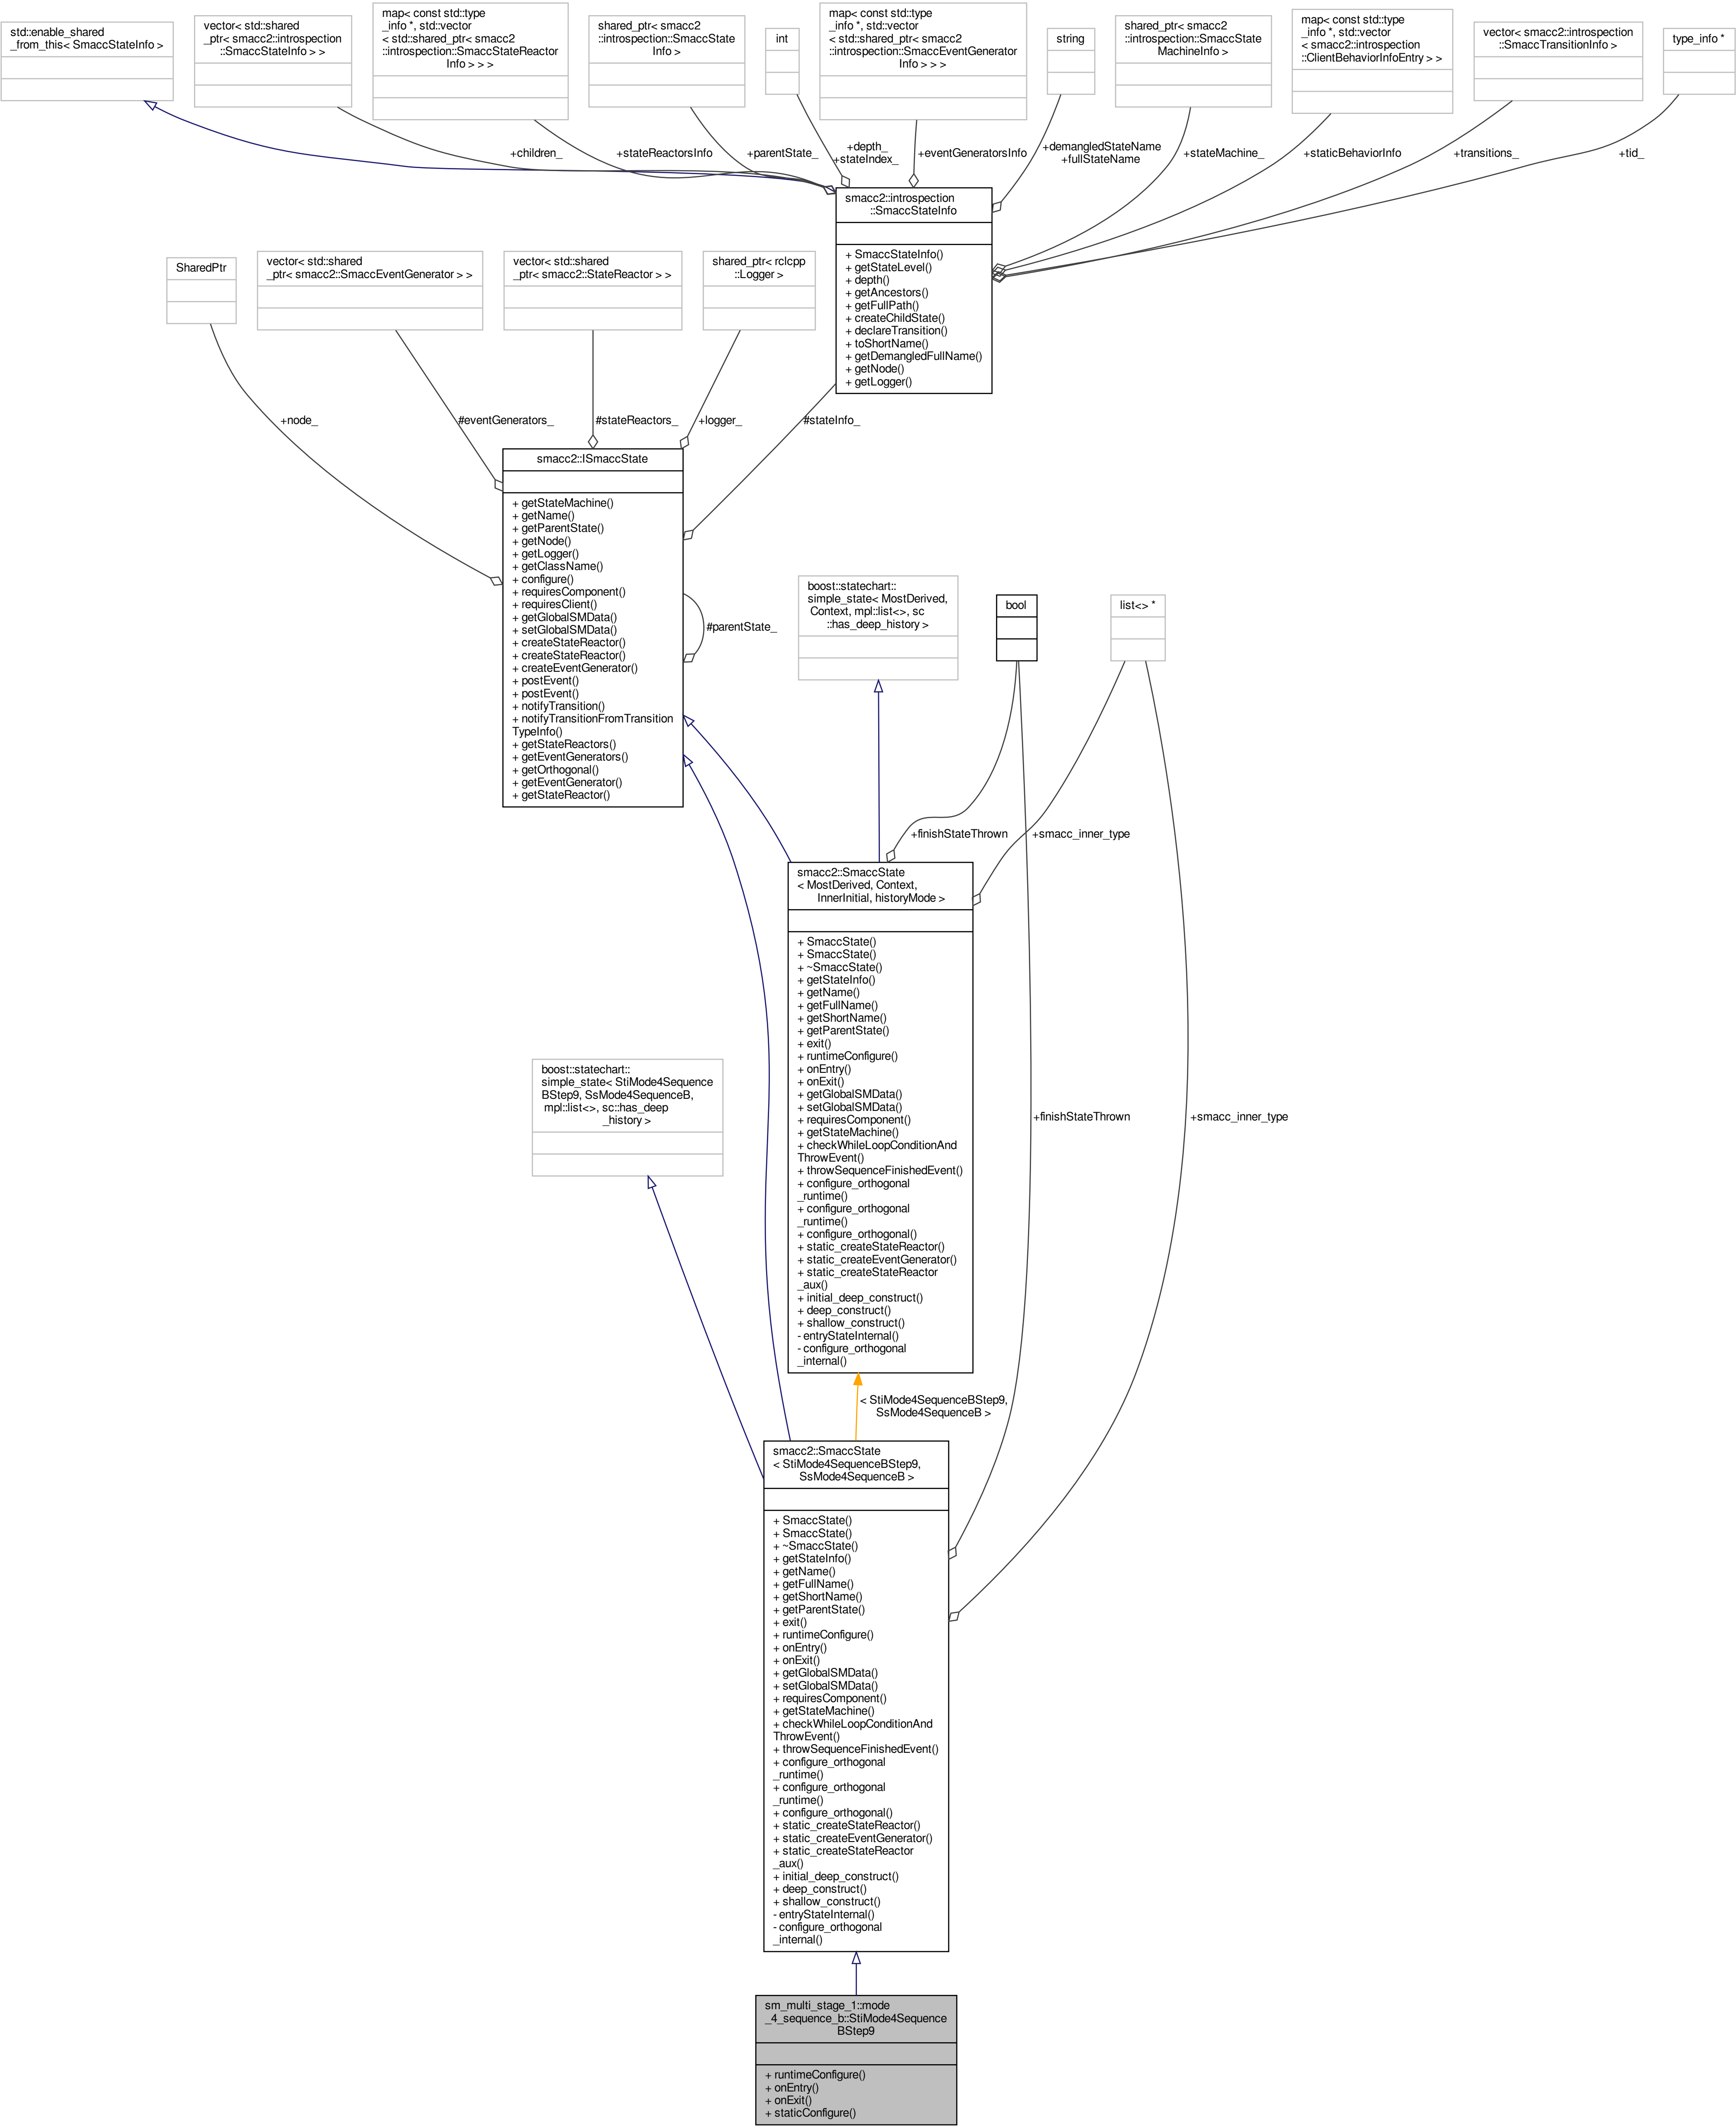 std::enable_shared
_from_this< SmaccStateInfo >
vector< std::shared
_ptr< smacc2::introspection
::SmaccStateInfo > >
map< const std::type
_info *, std::vector
< std::shared_ptr< smacc2
::introspection::SmaccStateReactor
Info > > >
shared_ptr< smacc2
::introspection::SmaccState
Info >
int
map< const std::type
_info *, std::vector
< std::shared_ptr< smacc2
::introspection::SmaccEventGenerator
Info > > >
string
shared_ptr< smacc2
::introspection::SmaccState
MachineInfo >
map< const std::type
_info *, std::vector
< smacc2::introspection
::ClientBehaviorInfoEntry > >
vector< smacc2::introspection
::SmaccTransitionInfo >
type_info *
+children_
+stateReactorsInfo
+parentState_
+depth_
+stateIndex_
+eventGeneratorsInfo
+demangledStateName
+fullStateName
+stateMachine_
+staticBehaviorInfo
+transitions_
+tid_
smacc2::introspection
::SmaccStateInfo
+ SmaccStateInfo()
+ getStateLevel()
+ depth()
+ getAncestors()
+ getFullPath()
+ createChildState()
+ declareTransition()
+ toShortName()
+ getDemangledFullName()
+ getNode()
+ getLogger()
SharedPtr
vector< std::shared
_ptr< smacc2::SmaccEventGenerator > >
vector< std::shared
_ptr< smacc2::StateReactor > >
shared_ptr< rclcpp
::Logger >
+node_
#eventGenerators_
#stateReactors_
+logger_
#stateInfo_
smacc2::ISmaccState
+ getStateMachine()
+ getName()
+ getParentState()
+ getNode()
+ getLogger()
+ getClassName()
+ configure()
+ requiresComponent()
+ requiresClient()
+ getGlobalSMData()
+ setGlobalSMData()
+ createStateReactor()
+ createStateReactor()
+ createEventGenerator()
+ postEvent()
+ postEvent()
+ notifyTransition()
+ notifyTransitionFromTransition
TypeInfo()
+ getStateReactors()
+ getEventGenerators()
+ getOrthogonal()
+ getEventGenerator()
+ getStateReactor()
#parentState_
boost::statechart::
simple_state< MostDerived,
Context, mpl::list<>, sc
::has_deep_history >
bool
list<> *
+finishStateThrown
+smacc_inner_type
smacc2::SmaccState
< MostDerived, Context,
InnerInitial, historyMode >
+ SmaccState()
+ SmaccState()
+ ~SmaccState()
+ getStateInfo()
+ getName()
+ getFullName()
+ getShortName()
+ getParentState()
+ exit()
+ runtimeConfigure()
+ onEntry()
+ onExit()
+ getGlobalSMData()
+ setGlobalSMData()
+ requiresComponent()
+ getStateMachine()
+ checkWhileLoopConditionAnd
ThrowEvent()
+ throwSequenceFinishedEvent()
+ configure_orthogonal
_runtime()
+ configure_orthogonal
_runtime()
+ configure_orthogonal()
+ static_createStateReactor()
+ static_createEventGenerator()
+ static_createStateReactor
_aux()
+ initial_deep_construct()
+ deep_construct()
+ shallow_construct()
- entryStateInternal()
- configure_orthogonal
_internal()
boost::statechart::
simple_state< StiMode4Sequence
BStep9, SsMode4SequenceB,
mpl::list<>, sc::has_deep
_history >
+finishStateThrown
+smacc_inner_type
< StiMode4SequenceBStep9,
SsMode4SequenceB >
smacc2::SmaccState
< StiMode4SequenceBStep9,
SsMode4SequenceB >
+ SmaccState()
+ SmaccState()
+ ~SmaccState()
+ getStateInfo()
+ getName()
+ getFullName()
+ getShortName()
+ getParentState()
+ exit()
+ runtimeConfigure()
+ onEntry()
+ onExit()
+ getGlobalSMData()
+ setGlobalSMData()
+ requiresComponent()
+ getStateMachine()
+ checkWhileLoopConditionAnd
ThrowEvent()
+ throwSequenceFinishedEvent()
+ configure_orthogonal
_runtime()
+ configure_orthogonal
_runtime()
+ configure_orthogonal()
+ static_createStateReactor()
+ static_createEventGenerator()
+ static_createStateReactor
_aux()
+ initial_deep_construct()
+ deep_construct()
+ shallow_construct()
- entryStateInternal()
- configure_orthogonal
_internal()
sm_multi_stage_1::mode
_4_sequence_b::StiMode4Sequence
BStep9
+ runtimeConfigure()
+ onEntry()
+ onExit()
+ staticConfigure()